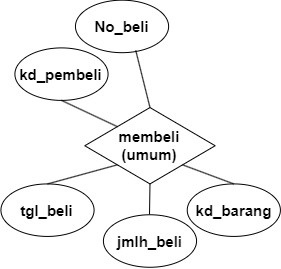 No_beli
kd_pembeli
membeli
(umum)
tgl_beli
kd_barang
jmlh_beli